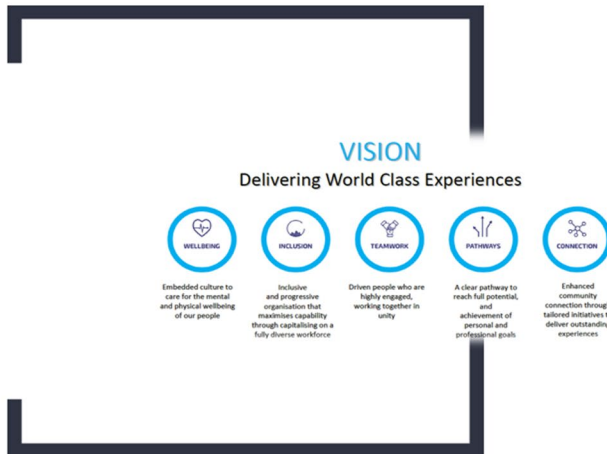 VISION
Delivering World Class Experiences
WELLBEING
Embedded culture to
care for the mental
and physical wellbeing
of our people
INCLUSION
Inclusive
and progressive
organisation that
maximises capability
through capitalising on a
fully diverse workforce
TEAMWORK
Driven people who are
highly engaged,
working together in
unity
PATHWAYS
A clear pathway to
reach full potential,
and
achievement of
personal and
professional goals
CONNECTION
Enhanced
community
connection through
tailored initiatives t
deliver outstanding
experiences